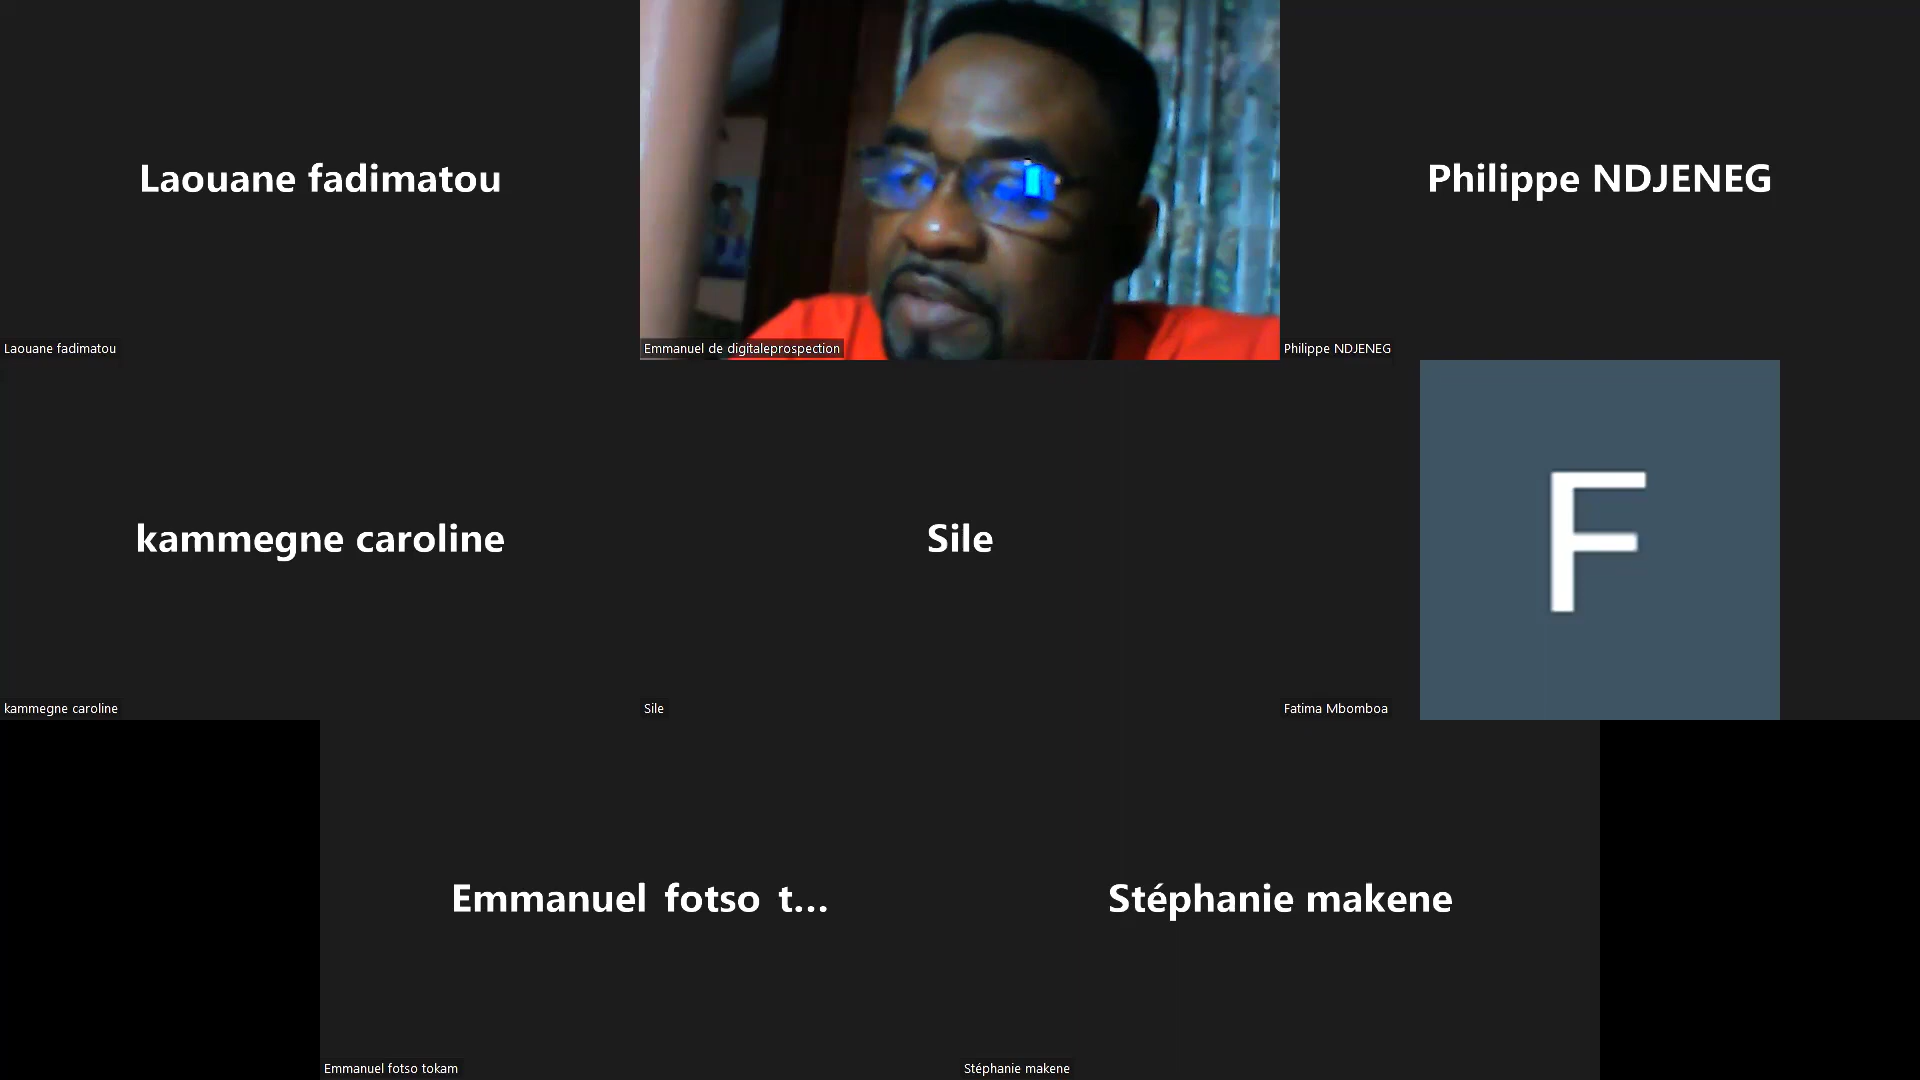 Laouane fadimatou
Philippe NDJENEG
Laouane fadimatou
Emmanuel de digitaleprospection
Philippe NDJENEG
kammegne caroline
Sile
F
kammegne caroline
Sile
Fatima Mbomboa
Emmanuel fotso t...
Stéphanie makene
Emmanuel fotso tokam
Stéphanie makene